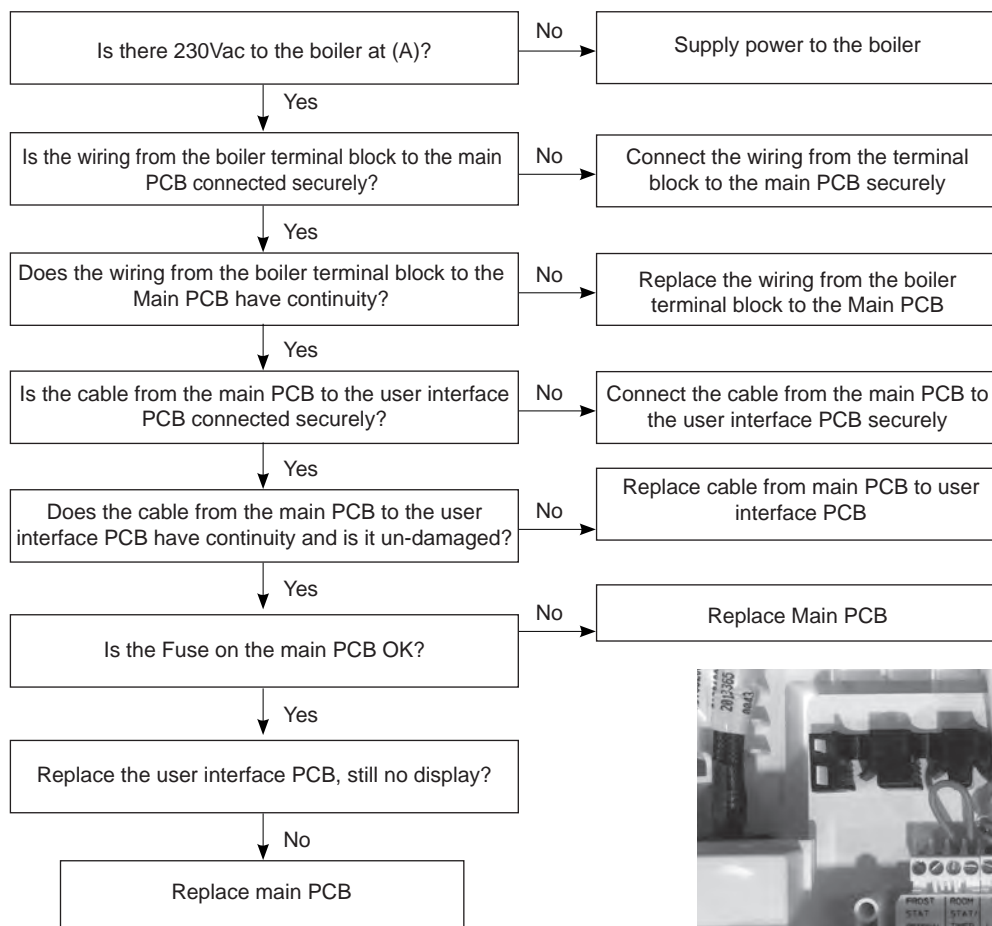 Is there 230Vac to the boiler at (A)?
No
Supply power to the boiler
Yes
Is the wiring from the boiler terminal block to the main
PCB connected securely?
No
Connect the wiring from the terminal
block to the main PCB securely
Yes
Does the wiring from the boiler terminal block to the
Main PCB have continuity?
No
Replace the wiring from the boiler
terminal block to the Main PCB
Yes
Is the cable from the main PCB to the user interface
PCB connected securely?
No
Connect the cable from the main PCB to
the user interface PCB securely
Yes
Does the cable from the main PCB to the user
interface PCB have continuity and is it un-damaged?
No
Replace cable from main PCB to user
interface PCB
Yes
Is the Fuse on the main PCB OK?
No
Replace Main PCB
Yes
Replace the user interface PCB, still no display?
No
Replace main PCB
FROST
STAT
ROOM
STAT/